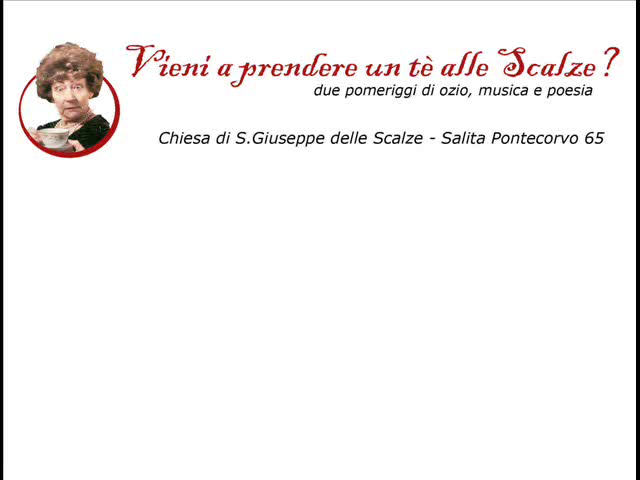 Vieni a prendere un tè alle Scalze?
due pomeriggi di ozio, musica e poesia
Chiesa di S.Giuseppe delle Scalze - Salita Pontecorvo 65